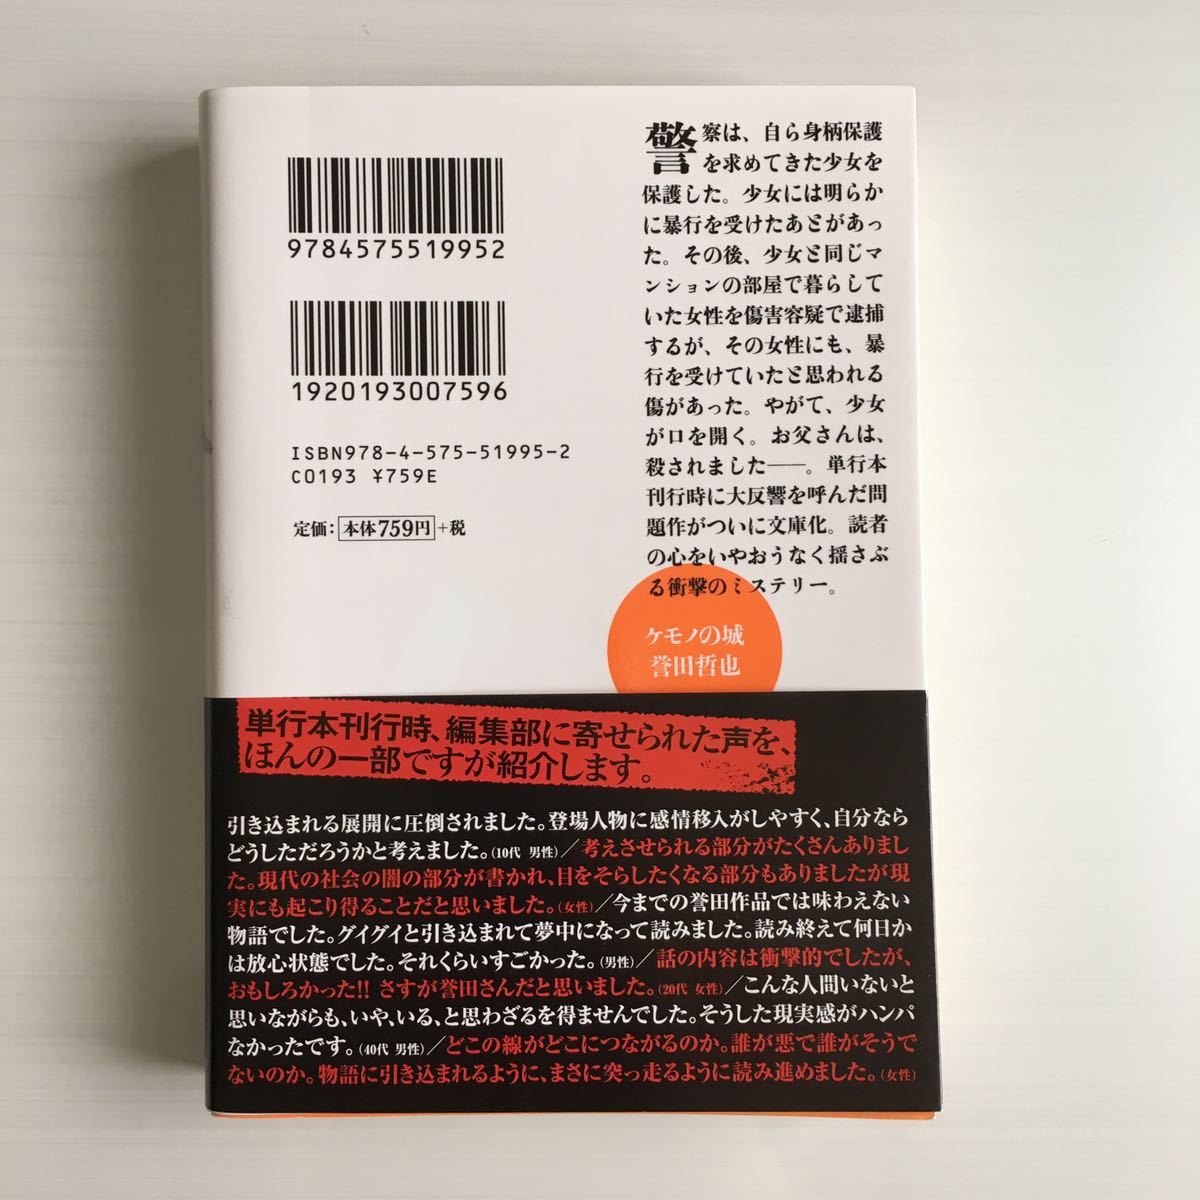 9784575519952
1920193007596
ISBN978-4-575-51995-2
C0193 ¥759E
定価：本体759円+税
警察は、自ら身柄保護
を求めてきた少女を
保護した。少女には明らか
に暴行を受けたあとがあっ
た。その後、少女と同じマ
ンションの部屋で暮らして
いた女性を傷害容疑で逮捕
するが、その女性にも、暴
行を受けていたと思われる
傷があった。やがて、少女
が口を開く。お父さんは、
殺されました――。単行本
刊行時に大反響を呼んだ問
題作がついに文庫化。読者
の心をいやおうなく揺さぶ
る衝撃のミステリー。
ケモノの城
誉田哲也
単行本刊行時、編集部に寄せられた声を、
ほんの一部ですが紹介します。
引き込まれる展開に圧倒されました。登場人物に感情移入がしやすく、自分なら
どうしただろうかと考えました。(10代 男性)／考えさせられる部分がたくさんありまし
た。現代の社会の闇の部分が書かれ、目をそらしたくなる部分もありましたが現
実にも起こり得ることだと思いました。(女性)／今までの誉田作品では味わえない
物語でした。グイグイと引き込まれて夢中になって読みました。読み終えて何日か
は放心状態でした。それくらいすごかった。(男性)／話の内容は衝撃的でしたが、
おもしろかった!! さすが誉田さんだと思いました。(20代 女性)／こんな人間いないと
思いながらも、いや、いる、と思わざるを得ませんでした。そうした現実感がハンパ
なかったです。(40代 男性)／どこの線がどこにつながるのか。誰が悪で誰がそうで
ないのか。物語に引き込まれるように、まさに突っ走るように読み進めました。(女性)